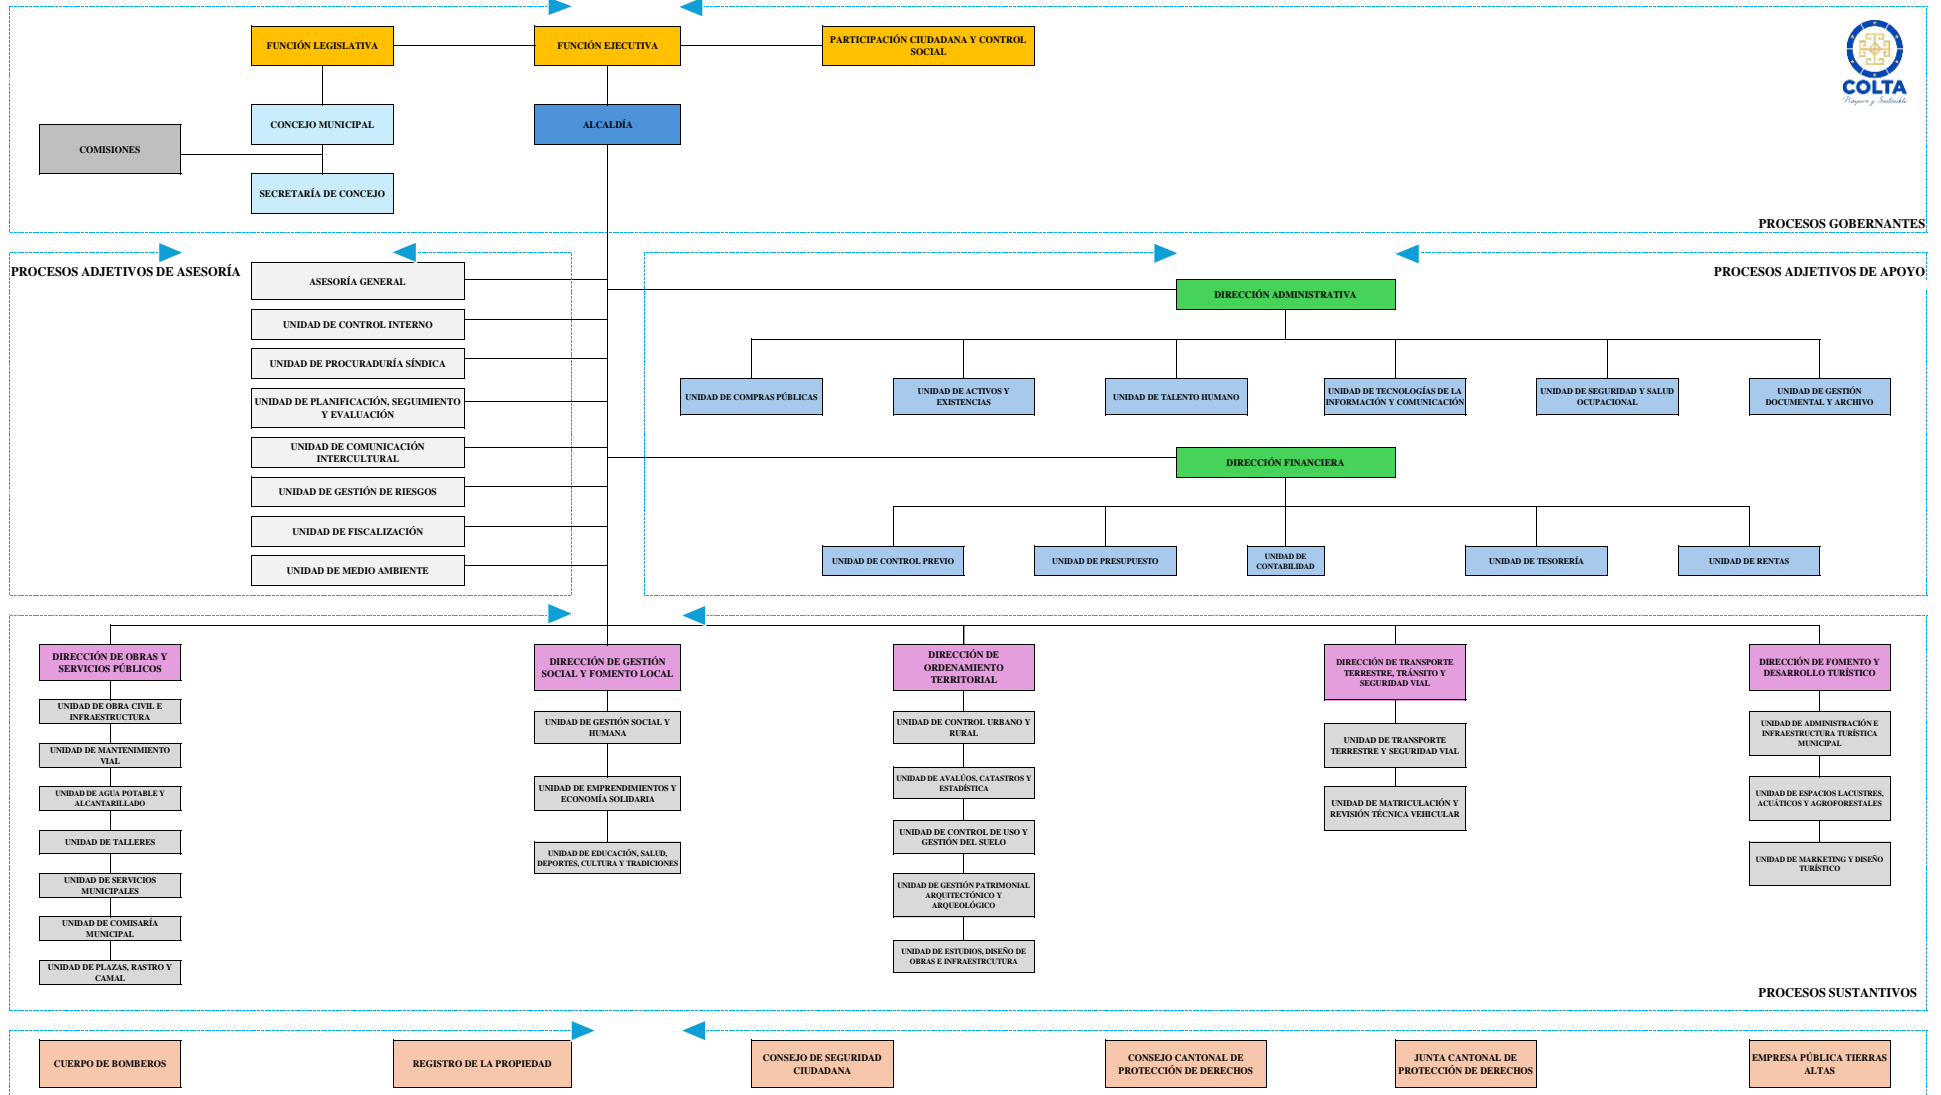 FUNCIÓN LEGISLATIVA
FUNCIÓN EJECUTIVA
PARTICIPACIÓN CIUDADANA Y CONTROL
SOCIAL
COLTA
Próspera y Sostenible
CONCEJO MUNICIPAL
ALCALDÍA
COMISIONES
SECRETARÍA DE CONCEJO
PROCESOS GOBERNANTES
PROCESOS ADJETIVOS DE ASESORÍA
ASESORÍA GENERAL
UNIDAD DE CONTROL INTERNO
UNIDAD DE PROCURADURÍA SÍNDICA
UNIDAD DE PLANIFICACIÓN, SEGUIMIENTO
Y EVALUACIÓN
UNIDAD DE COMUNICACIÓN
INTERCULTURAL
UNIDAD DE GESTIÓN DE RIESGOS
UNIDAD DE FISCALIZACIÓN
UNIDAD DE MEDIO AMBIENTE
PROCESOS ADJETIVOS DE APOYO
DIRECCIÓN ADMINISTRATIVA
UNIDAD DE COMPRAS PÚBLICAS
UNIDAD DE ACTIVOS Y
EXISTENCIAS
UNIDAD DE TALENTO HUMANO
UNIDAD DE TECNOLOGÍAS DE LA
INFORMACIÓN Y COMUNICACIÓN
UNIDAD DE SEGURIDAD Y SALUD
OCUPACIONAL
UNIDAD DE GESTIÓN
DOCUMENTAL Y ARCHIVO
DIRECCIÓN FINANCIERA
UNIDAD DE CONTROL PREVIO
UNIDAD DE PRESUPUESTO
UNIDAD DE
CONTABILIDAD
UNIDAD DE TESORERÍA
UNIDAD DE RENTAS
DIRECCIÓN DE OBRAS Y
SERVICIOS PÚBLICOS
UNIDAD DE OBRA CIVIL E
INFRAESTRUCTURA
UNIDAD DE MANTENIMIENTO
VIAL
UNIDAD DE AGUA POTABLE Y
ALCANTARILLADO
UNIDAD DE TALLERES
UNIDAD DE SERVICIOS
MUNICIPALES
UNIDAD DE COMISARÍA
MUNICIPAL
UNIDAD DE PLAZAS, RASTRO Y
CAMAL
DIRECCIÓN DE GESTIÓN
SOCIAL Y FOMENTO LOCAL
UNIDAD DE GESTIÓN SOCIAL Y
HUMANA
UNIDAD DE EMPRENDIMIENTOS Y
ECONOMÍA SOLIDARIA
UNIDAD DE EDUCACIÓN, SALUD,
DEPORTES, CULTURA Y TRADICIONES
DIRECCIÓN DE
ORDENAMIENTO
TERRITORIAL
UNIDAD DE CONTROL URBANO Y
RURAL
UNIDAD DE AVALÚOS, CATASTROS Y
ESTADÍSTICA
UNIDAD DE CONTROL DE USO Y
GESTIÓN DEL SUELO
UNIDAD DE GESTIÓN PATRIMONIAL
ARQUITECTÓNICO Y
ARQUEOLÓGICO
UNIDAD DE ESTUDIOS, DISEÑO DE
OBRAS E INFRAESTRCUTURA
DIRECCIÓN DE TRANSPORTE
TERRESTRE, TRÁNSITO Y
SEGURIDAD VIAL
UNIDAD DE TRANSPORTE
TERRESTRE Y SEGURIDAD VIAL
UNIDAD DE MATRICULACIÓN Y
REVISIÓN TÉCNICA VEHICULAR
DIRECCIÓN DE FOMENTO Y
DESARROLLO TURÍSTICO
UNIDAD DE ADMINISTRACIÓN E
INFRAESTRUCTURA TURÍSTICA
MUNICIPAL
UNIDAD DE ESPACIOS LACUSTRES,
ACUÁTICOS Y AGROFORESTALES
UNIDAD DE MARKETING Y DISEÑO
TURÍSTICO
PROCESOS SUSTANTIVOS
CUERPO DE BOMBEROS
REGISTRO DE LA PROPIEDAD
CONSEJO DE SEGURIDAD
CIUDADANA
CONSEJO CANTONAL DE
PROTECCIÓN DE DERECHOS
JUNTA CANTONAL DE
PROTECCIÓN DE DERECHOS
EMPRESA PÚBLICA TIERRAS
ALTAS